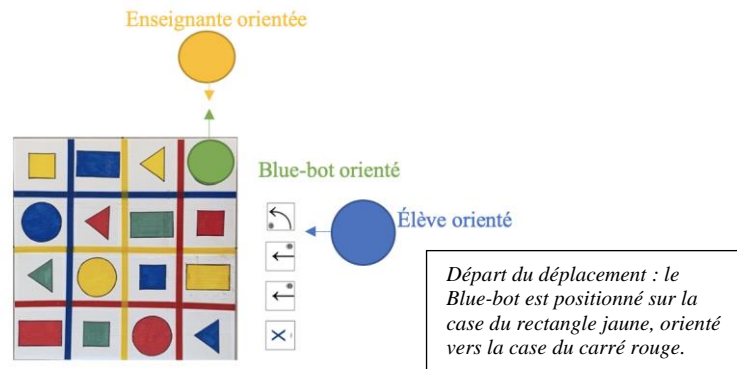 Enseignante orientée
Blue-bot orienté
Élève orienté
Départ du déplacement : le
Blue-bot est positionné sur la
case du rectangle jaune, orienté
vers la case du carré rouge.